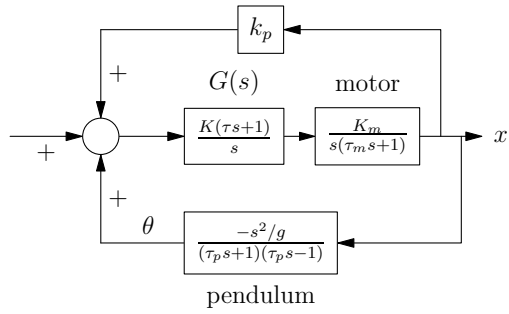 k_p
+
G(s)
motor
K(τs+1)/s
K_m/s(τ_m s+1)
x
+
+
θ
-s²/g/(τ_p s+1)(τ_p s-1)
pendulum